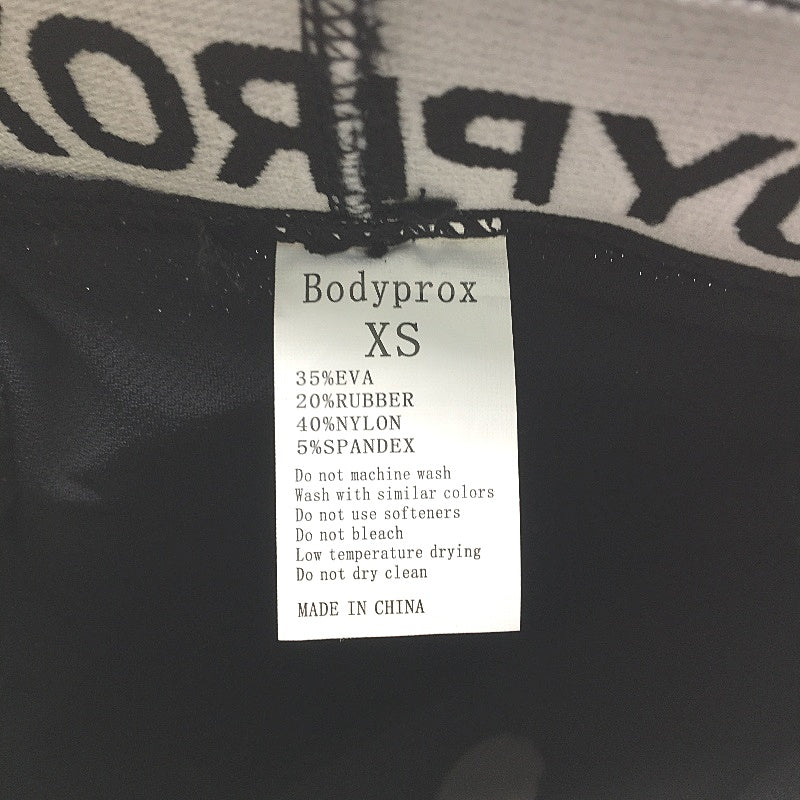 Bodyprox
XS
35%EVA
20%RUBBER
40%NYLON
5%SPANDEX
Do not machine wash
Wash with similar colors
Do not use softeners
Do not bleach
Low temperature drying
Do not dry clean
MADE IN CHINA